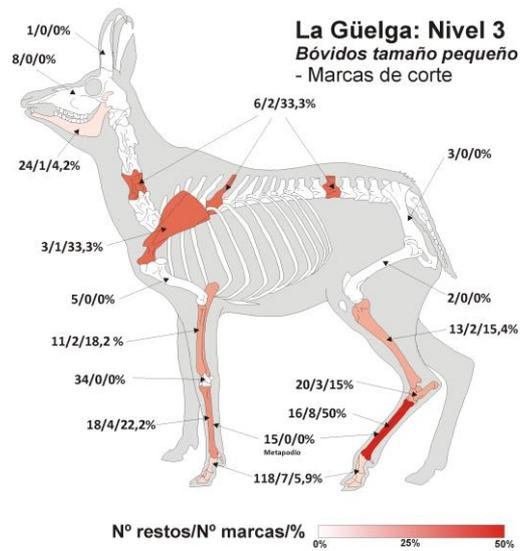 La Güelga: Nivel 3
Bóvidos tamaño pequeño
- Marcas de corte
1/0/0%
8/0/0%
6/2/33,3%
24/1/4,2%
3/0/0%
3/1/33,3%
5/0/0%
2/0/0%
11/2/18,2 %
13/2/15,4%
34/0/0%
20/3/15%
16/8/50%
18/4/22,2%
15/0/0%
Metapodio
118/7/5,9%
Nº restos/Nº marcas/%
0% 25% 50%